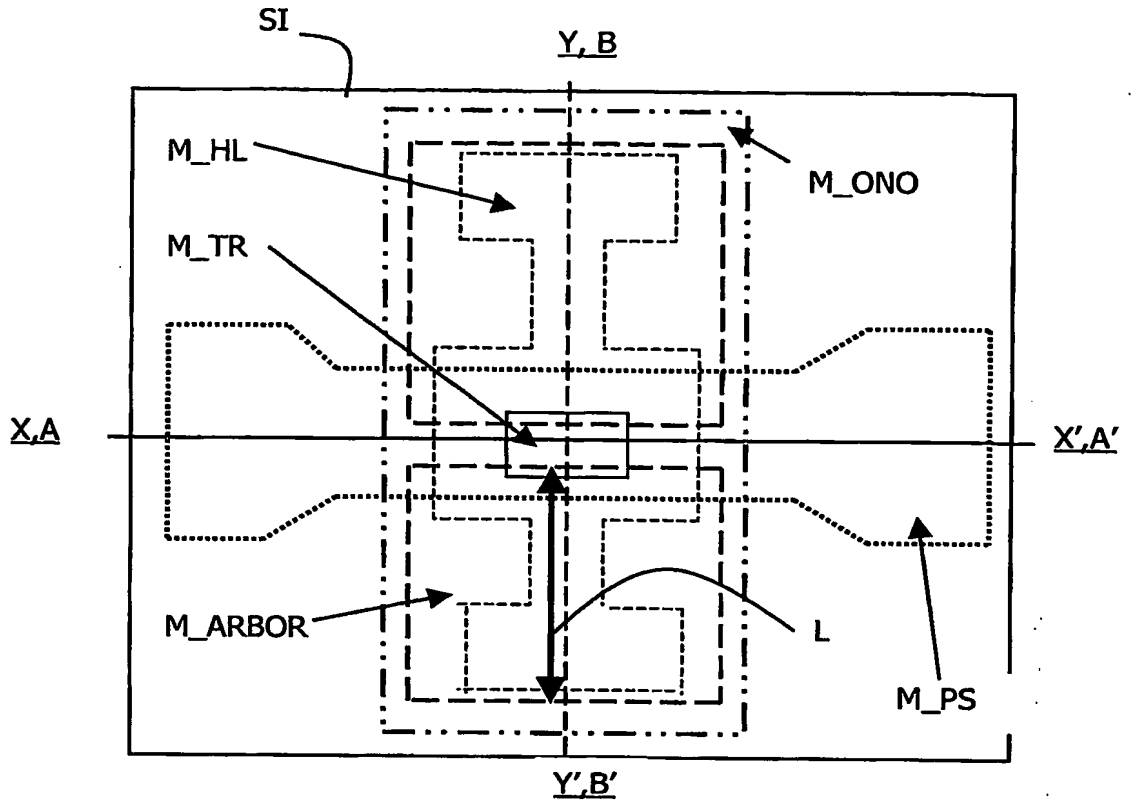 SI
Y, B
M_HL
M_ONO
M_TR
X,A
X',A'
M_ARBOR
L
M_PS
Y',B'